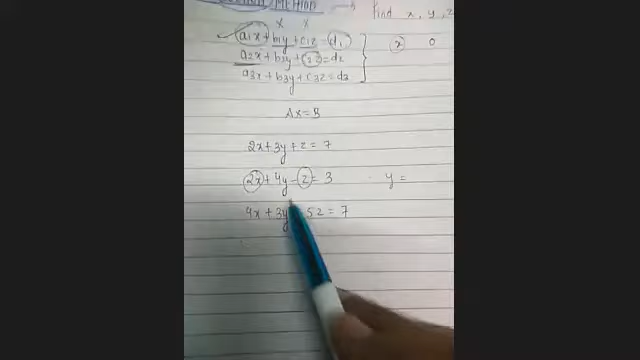 METHOD → Find x, y, z
x x
a1x + b1y + c1z = d1 x 0
a2x + b2y + c2z = d2
a3x + b3y + c3z = d3
Ax = B
2x + 3y + z = 7
2x + 4y - z = 3 y =
4x + 3y - 5z = 7